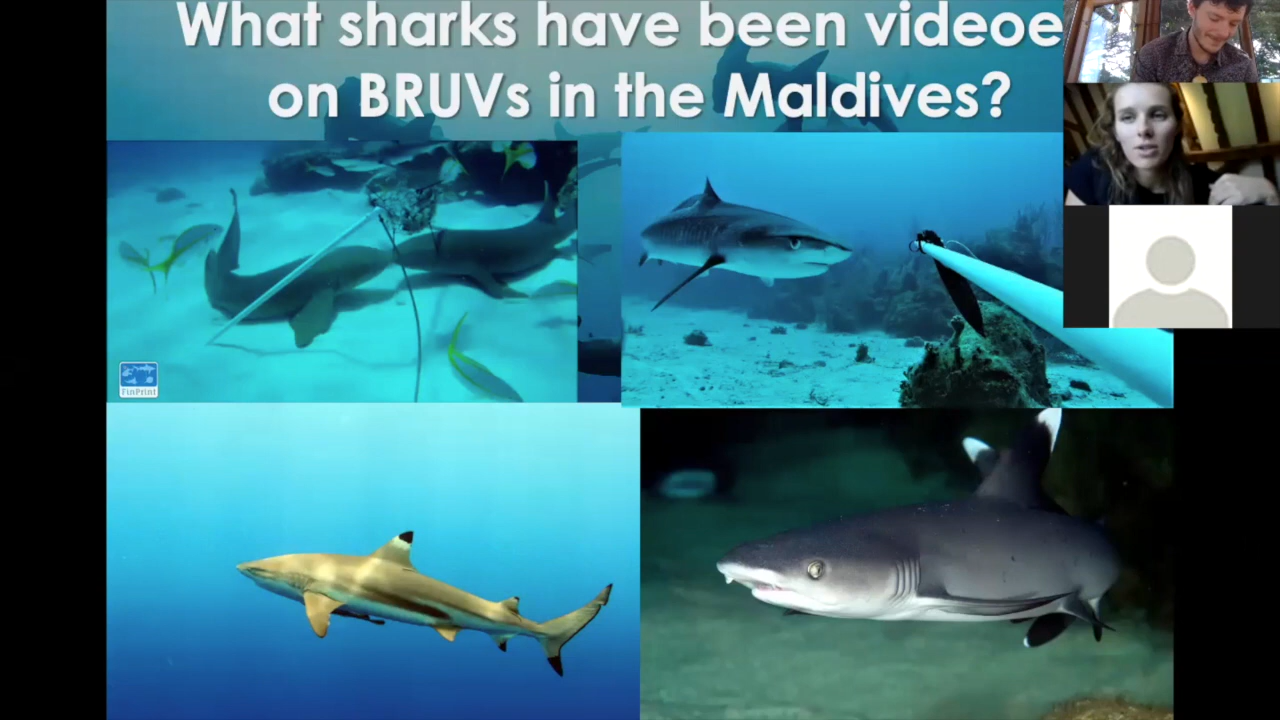 What sharks have been videoe
on BRUVs in the Maldives?
FinPrint